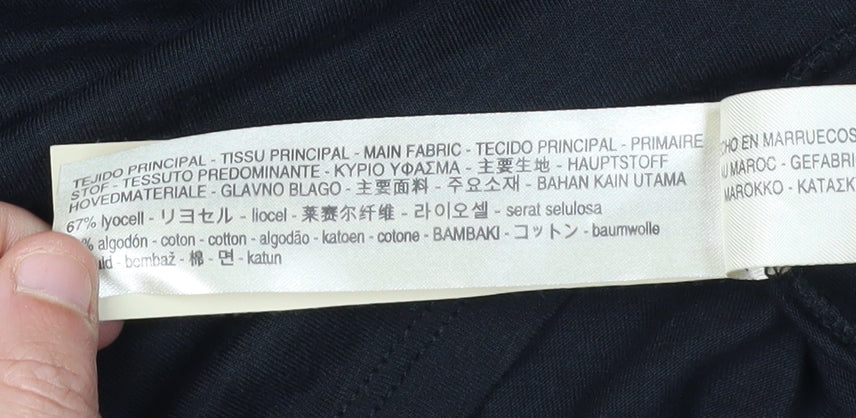 TEJIDO PRINCIPAL - TISSU PRINCIPAL - MAIN FABRIC - TECIDO PRINCIPAL - PRIMAIRE
STOF - TESSUTO PREDOMINANTE - ΚΥΡΙΟ ΥΦΑΣΜΑ - 主要生地 - HAUPTSTOFF
HOVEDMATERIALE - GLAVNO BLAGO - 主要面料 - 주요소재 - BAHAN KAIN UTAMA
67% lyocell - リヨセル - liocel - 莱赛尔纤维 - 라이오셀 - serat selulosa
% algodón - coton - cotton - algodão - katoen - cotone - BAMBAKI - コットン - baumwolle
bombaž - 棉 - 면 - katun
EN MARRUECOS
MAROC - GEFABRI
MAROKKO - ΚΑΤΑΣΚ